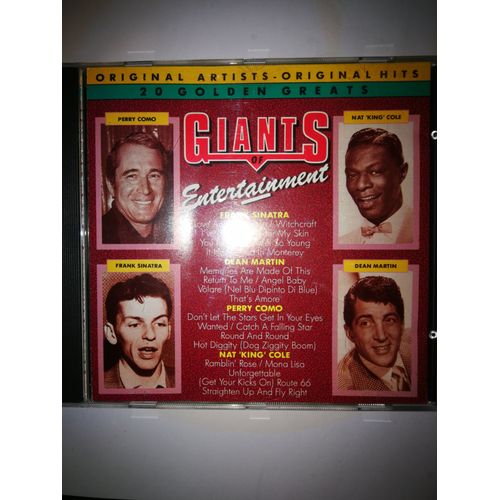 ORIGINAL ARTISTS - ORIGINAL HITS
20 GOLDEN GREATS
PERRY COMO
NAT 'KING' COLE
GIANTS
OF
Entertainment
FRANK SINATRA
/ Witchcraft
My Skin
You So Young
It In Monterey
FRANK SINATRA
DEAN MARTIN
DEAN MARTIN
Memories Are Made Of This
Return To Me / Angel Baby
Volare (Nel Blu Dipinto Di Blue)
That's Amore
PERRY COMO
Don't Let The Stars Get In Your Eyes
Wanted / Catch A Falling Star
Round And Round
Hot Diggity (Dog Ziggity Boom)
NAT 'KING' COLE
Ramblin' Rose / Mona Lisa
Unforgettable
(Get Your Kicks On) Route 66
Straighten Up And Fly Right